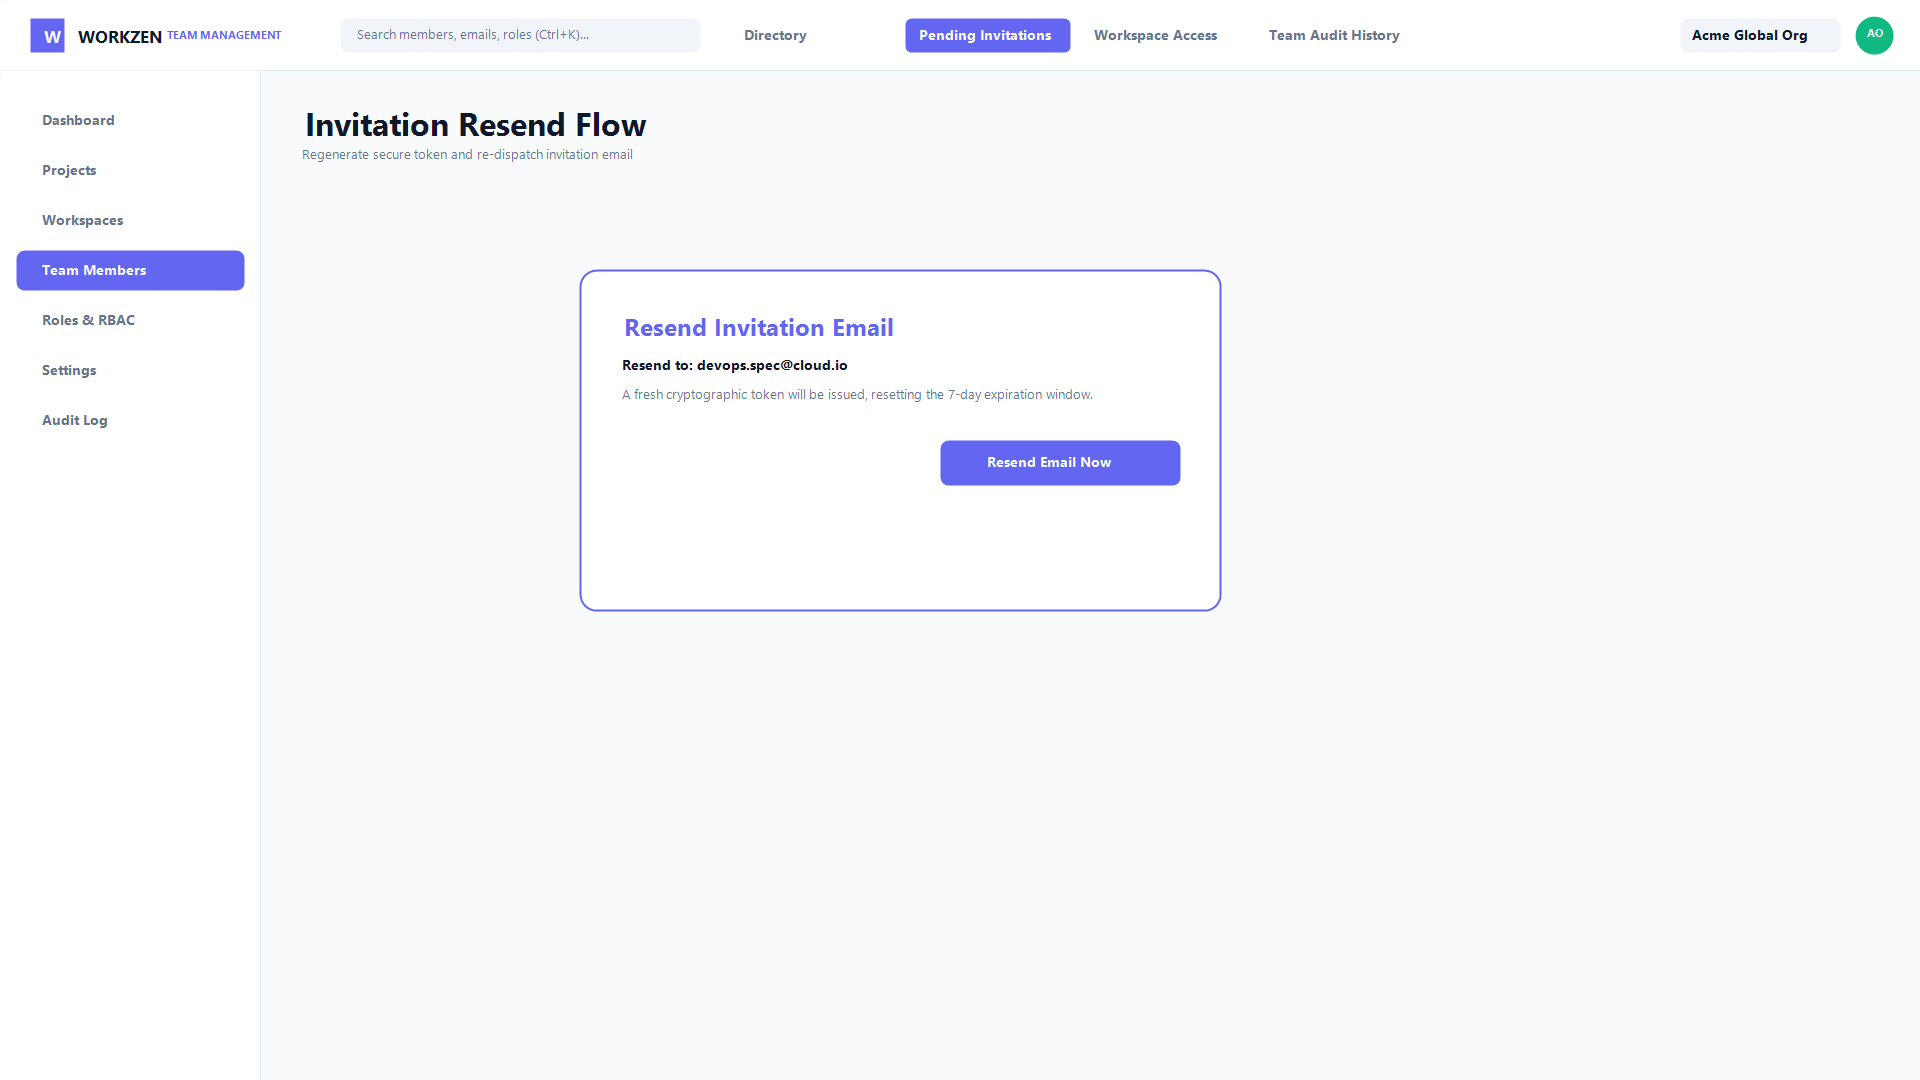 W WORKZEN TEAM MANAGEMENT
Search members, emails, roles (Ctrl+K)...
Directory
Pending Invitations
Workspace Access
Team Audit History
Acme Global Org
AO
Dashboard
Projects
Workspaces
Team Members
Roles & RBAC
Settings
Audit Log
Invitation Resend Flow
Regenerate secure token and re-dispatch invitation email
Resend Invitation Email
Resend to: devops.spec@cloud.io
A fresh cryptographic token will be issued, resetting the 7-day expiration window.
Resend Email Now